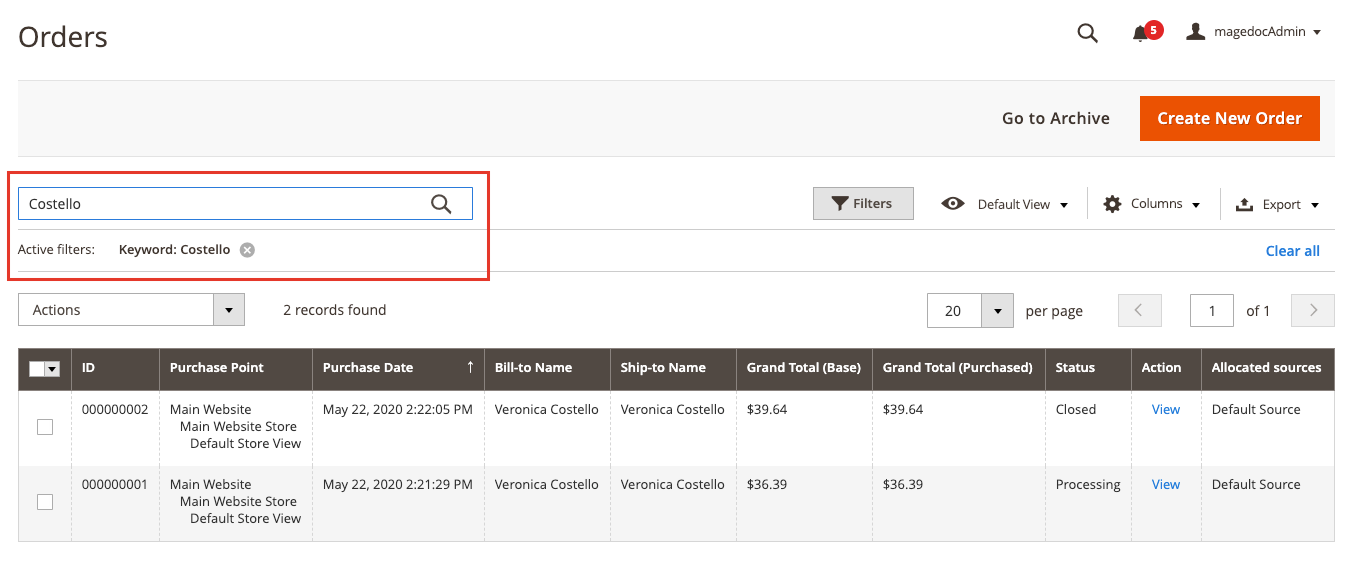 Orders
5
magedocAdmin
Go to Archive
Create New Order
Costello
Filters
Default View
Columns
Export
Active filters: Keyword: Costello
Clear all
Actions
2 records found
20 per page
1 of 1
ID Purchase Point Purchase Date ↑ Bill-to Name Ship-to Name Grand Total (Base) Grand Total (Purchased) Status Action Allocated sources
000000002 Main Website May 22, 2020 2:22:05 PM Veronica Costello Veronica Costello $39.64 $39.64 Closed View Default Source
Main Website Store
Default Store View
000000001 Main Website May 22, 2020 2:21:29 PM Veronica Costello Veronica Costello $36.39 $36.39 Processing View Default Source
Main Website Store
Default Store View